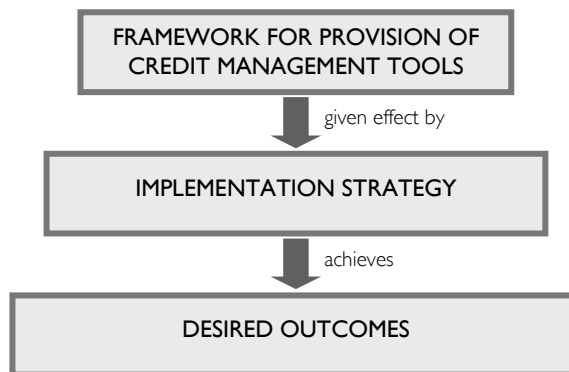 FRAMEWORK FOR PROVISION OF
CREDIT MANAGEMENT TOOLS
given effect by
IMPLEMENTATION STRATEGY
achieves
DESIRED OUTCOMES